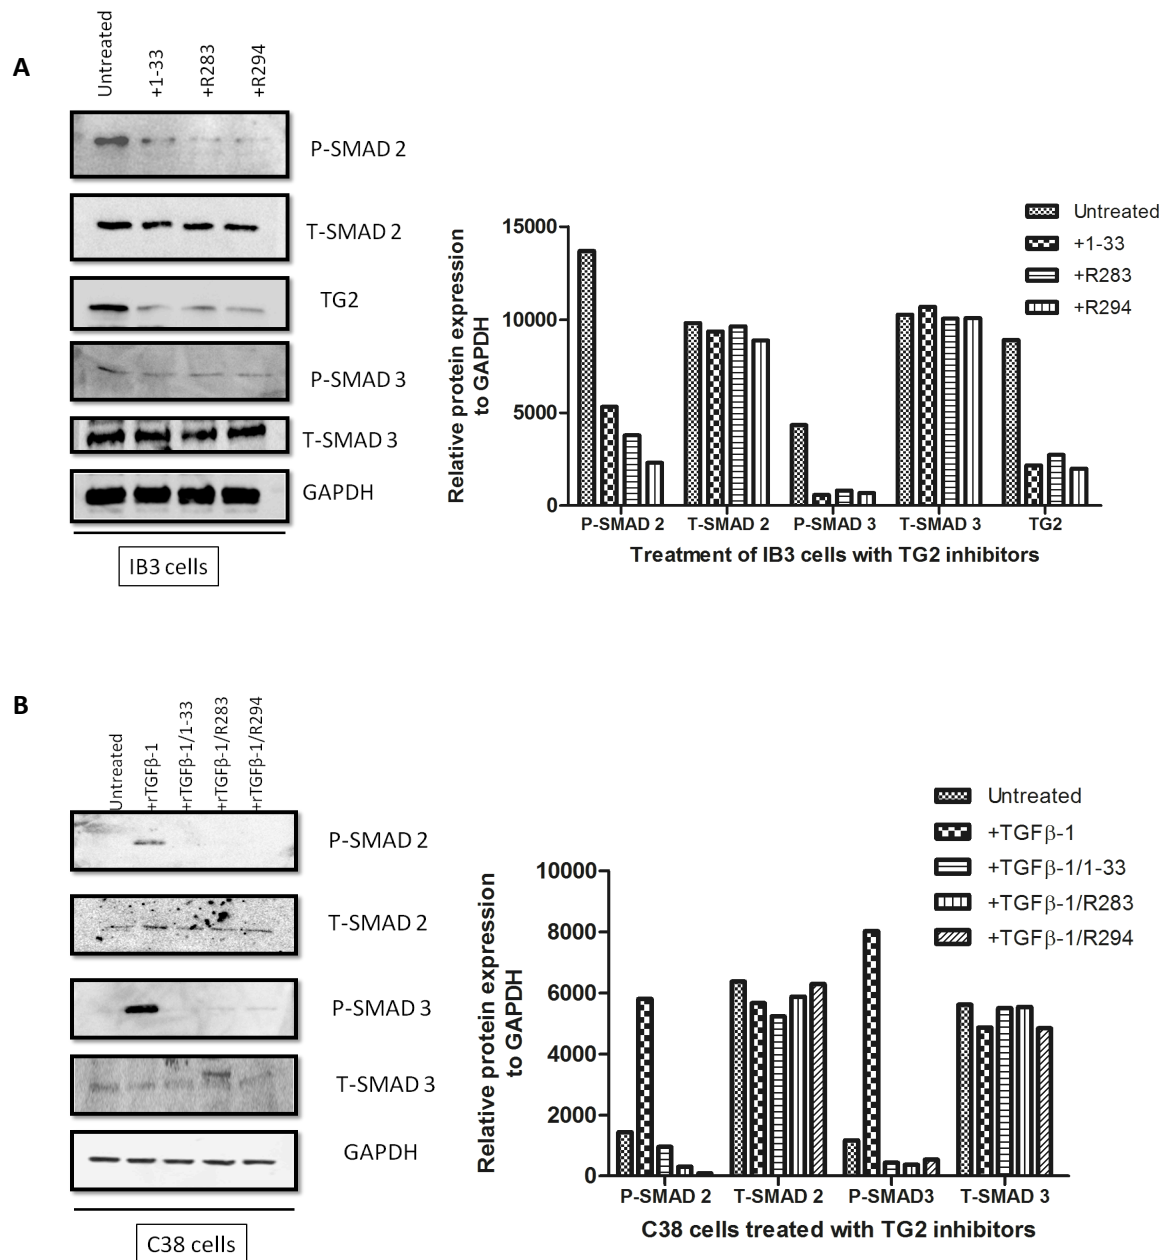 A
Untreated
+1-33
+R283
+R294
P-SMAD 2
T-SMAD 2
TG2
P-SMAD 3
T-SMAD 3
GAPDH
IB3 cells
Relative protein expression
to GAPDH
15000
10000
5000
0
P-SMAD 2 T-SMAD 2 P-SMAD 3 T-SMAD 3 TG2
Treatment of IB3 cells with TG2 inhibitors
Untreated
+1-33
+R283
+R294
B
Untreated
+rTGFβ-1
+rTGFβ-1/1-33
+rTGFβ-1/R283
+rTGFβ-1/R294
P-SMAD 2
T-SMAD 2
P-SMAD 3
T-SMAD 3
GAPDH
C38 cells
Relative protein expression
to GAPDH
10000
8000
6000
4000
2000
0
P-SMAD 2 T-SMAD 2 P-SMAD3 T-SMAD 3
C38 cells treated with TG2 inhibitors
Untreated
+TGFβ-1
+TGFβ-1/1-33
+TGFβ-1/R283
+TGFβ-1/R294